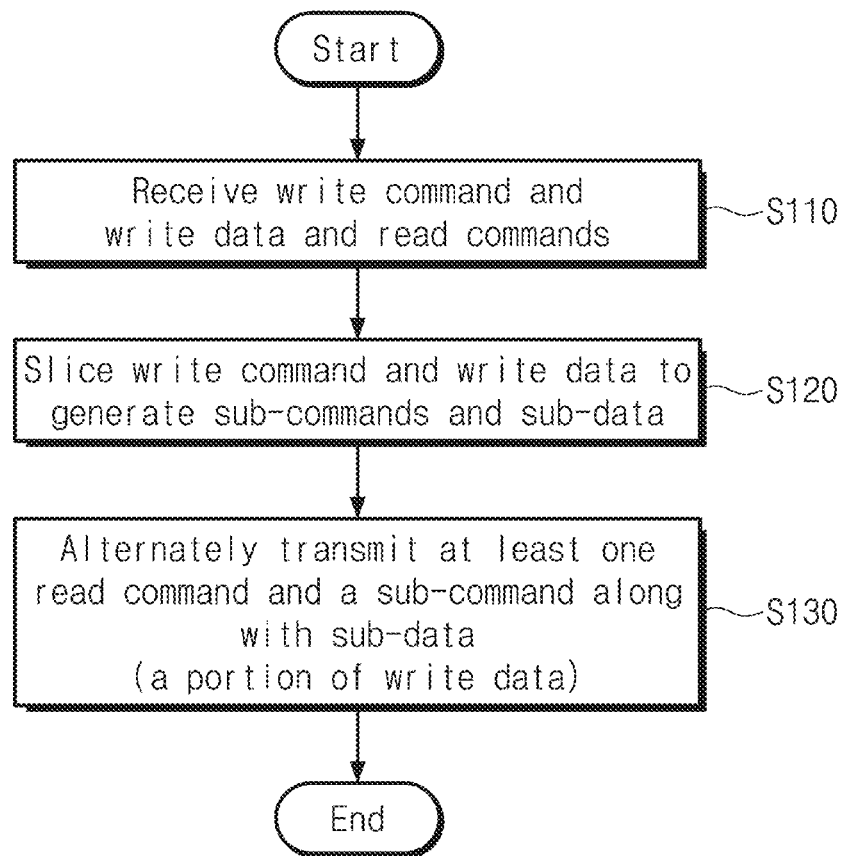 Start
Receive write command and
write data and read commands
S110
Slice write command and write data to
generate sub-commands and sub-data
S120
Alternately transmit at least one
read command and a sub-command along
with sub-data
(a portion of write data)
S130
End